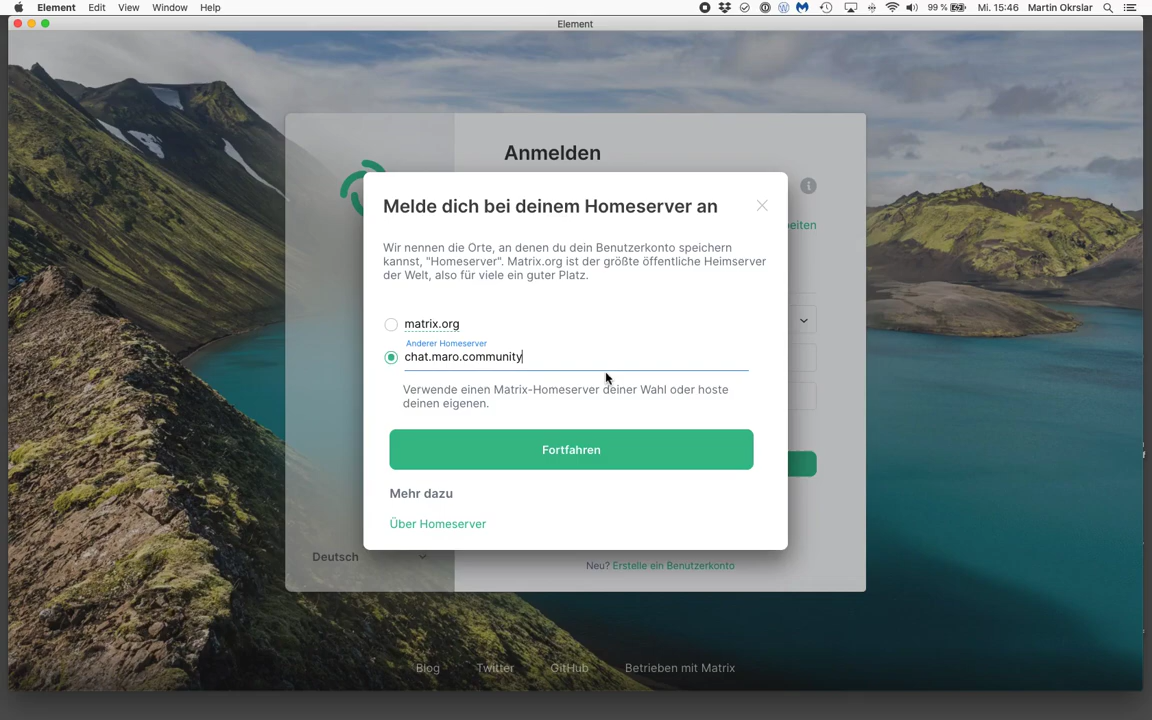 Element Edit View Window Help 99 % Mi. 15:46 Martin Okrslar
Element
Anmelden
Melde dich bei deinem Homeserver an
eiten
Wir nennen die Orte, an denen du dein Benutzerkonto speichern
kannst, "Homeserver". Matrix.org ist der größte öffentliche Heimserver
der Welt, also für viele ein guter Platz.
matrix.org
Anderer Homeserver
chat.maro.community
Verwende einen Matrix-Homeserver deiner Wahl oder hoste
deinen eigenen.
Fortfahren
Mehr dazu
Über Homeserver
Deutsch
Neu? Erstelle ein Benutzerkonto
Blog Twitter GitHub Betrieben mit Matrix